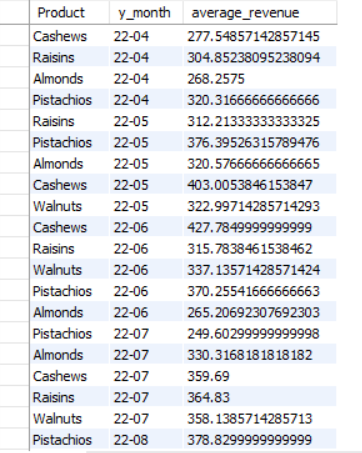 Product y_month average_revenue
Cashews 22-04 277.54857142857145
Raisins 22-04 304.85238095238094
Almonds 22-04 268.2575
Pistachios 22-04 320.31666666666666
Raisins 22-05 312.21333333333325
Pistachios 22-05 376.39526315789476
Almonds 22-05 320.57666666666665
Cashews 22-05 403.0053846153847
Walnuts 22-05 322.99714285714293
Cashews 22-06 427.7849999999999
Raisins 22-06 315.7838461538462
Walnuts 22-06 337.13571428571424
Pistachios 22-06 370.25541666666663
Almonds 22-06 265.20692307692303
Pistachios 22-07 249.60299999999998
Almonds 22-07 330.3168181818182
Cashews 22-07 359.69
Raisins 22-07 364.83
Walnuts 22-07 358.1385714285713
Pistachios 22-08 378.8299999999999